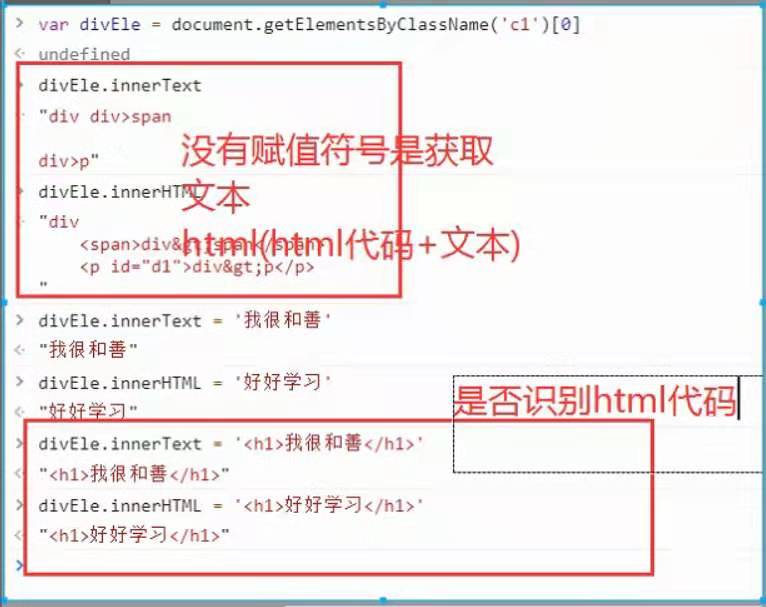 var divEle = document.getElementsByClassName('c1')[0]
undefined
divEle.innerText
"div div>span
div>p"
没有赋值符号是获取
文本
html(html代码+文本)
divEle.innerHTML
"div
<span>div&gt;span</span>
<p id="d1">div&gt;p</p>
"
divEle.innerText = '我很和善'
"我很和善"
divEle.innerHTML = '好好学习'
"好好学习"
是否识别html代码
divEle.innerText = '<h1>我很和善</h1>'
"<h1>我很和善</h1>"
divEle.innerHTML = '<h1>好好学习</h1>'
"<h1>好好学习</h1>"